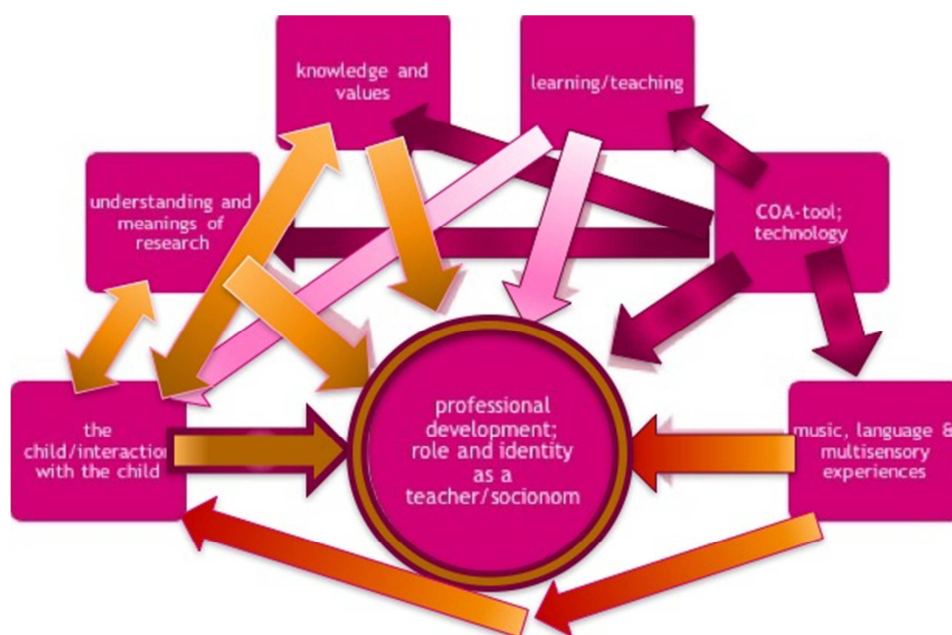 knowledge and
values
learning/teaching
understanding and
meanings of
research
COA-tool;
technology
the
child/interaction
with the child
professional
development;
role and identity
as a
teacher/socionom
music, language &
multisensory
experiences